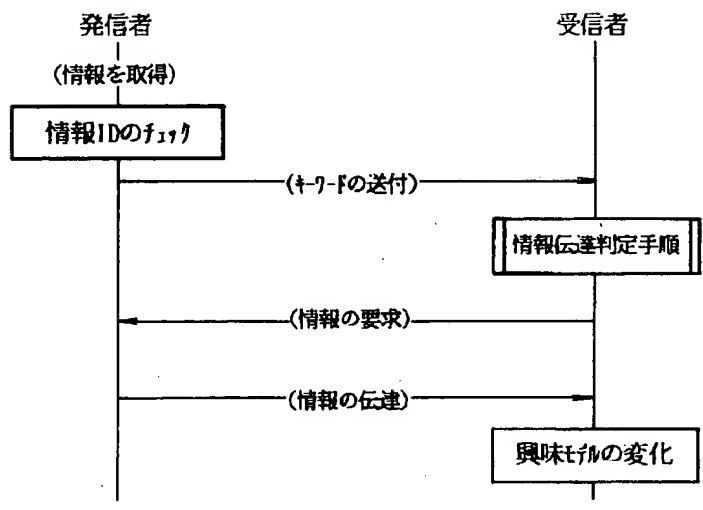 発信者
受信者
(情報を取得)
情報IDのﾁｪｯｸ
(ｷｰﾜｰﾄﾞの送付)
情報伝達判定手順
(情報の要求)
(情報の伝達)
興味ﾓﾃﾞﾙの変化